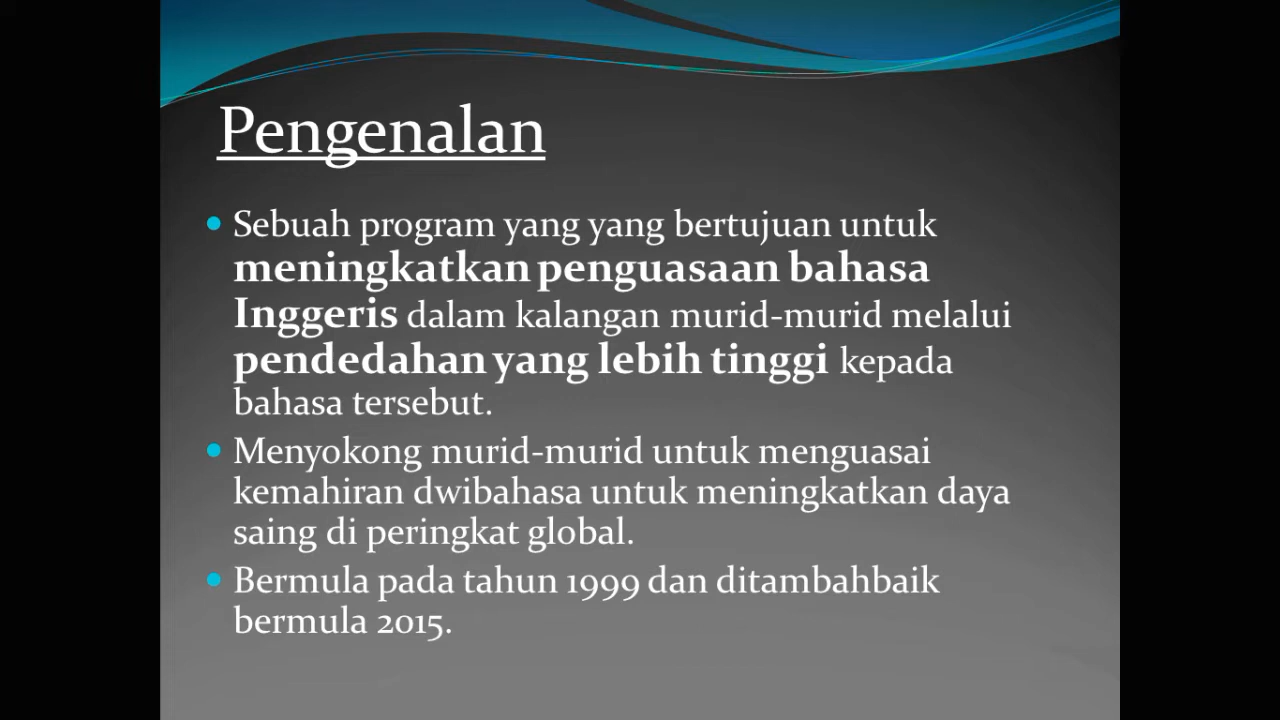 Pengenalan
Sebuah program yang yang bertujuan untuk
meningkatkan penguasaan bahasa
Inggeris dalam kalangan murid-murid melalui
pendedahan yang lebih tinggi kepada
bahasa tersebut.
Menyokong murid-murid untuk menguasai
kemahiran dwibahasa untuk meningkatkan daya
saing di peringkat global.
Bermula pada tahun 1999 dan ditambahbaik
bermula 2015.